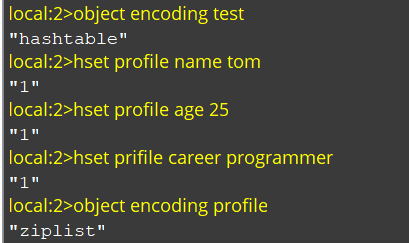 local:2>object encoding test
"hashtable"
local:2>hset profile name tom
"1"
local:2>hset profile age 25
"1"
local:2>hset prifile career programmer
"1"
local:2>object encoding profile
"ziplist"